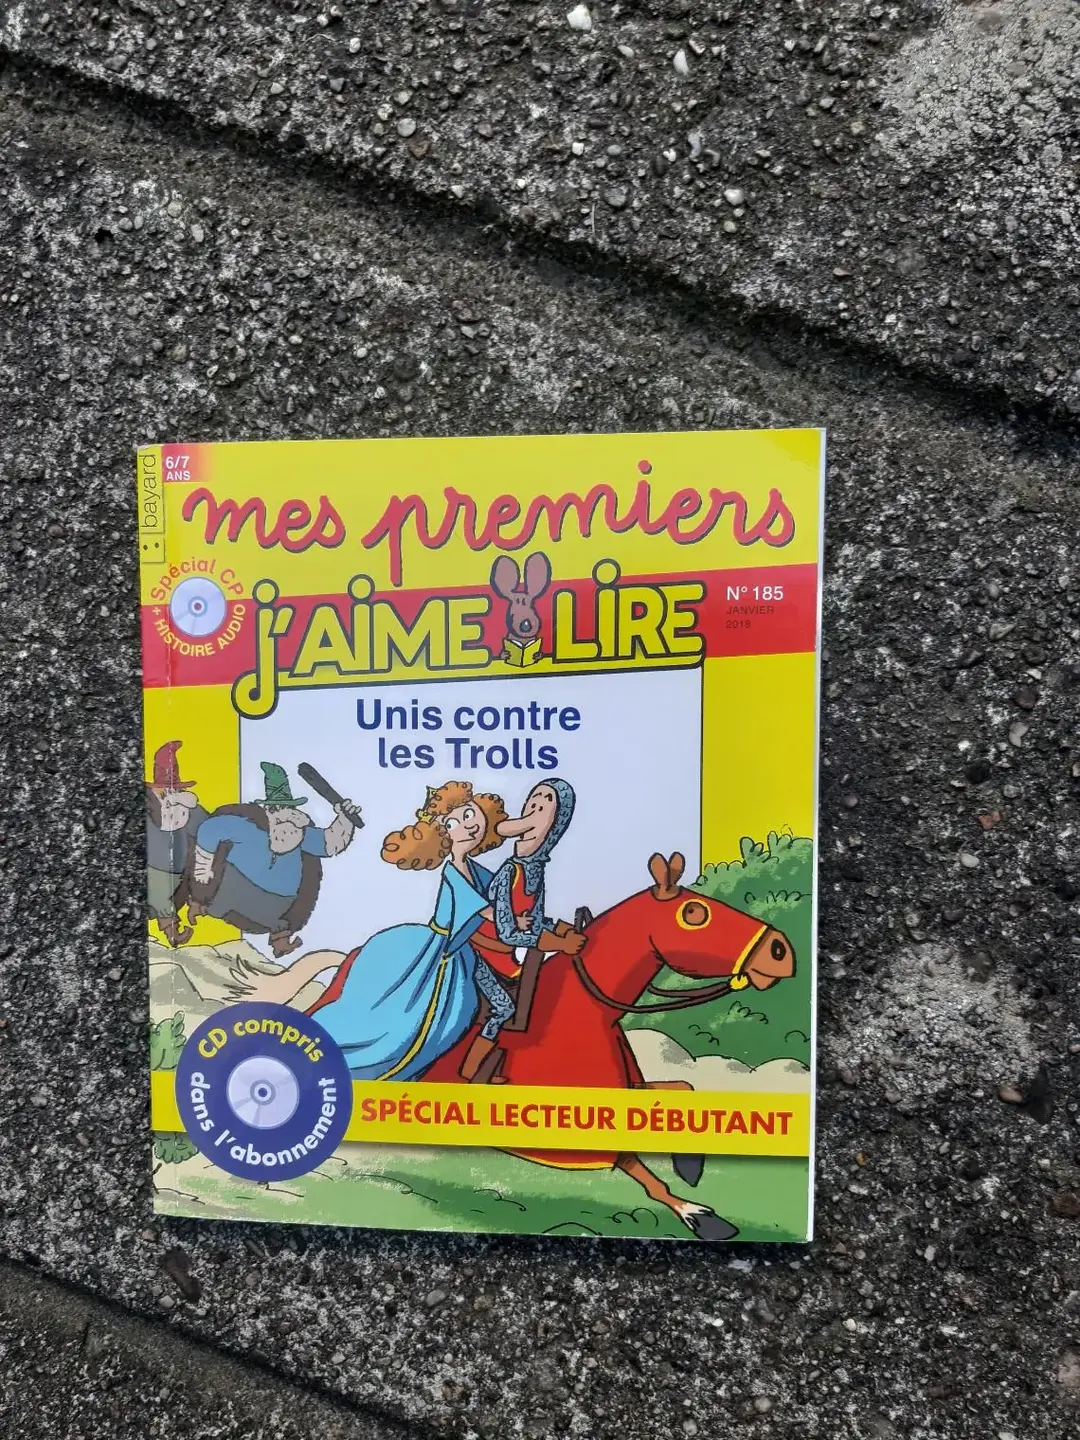 bayard
6/7
ANS
mes premiers
Spécial CP
+ HISTOIRE AUDIO
j'AIME LIRE
N° 185
JANVIER
2018
Unis contre
les Trolls
CD compris
dans l'abonnement
SPÉCIAL LECTEUR DÉBUTANT